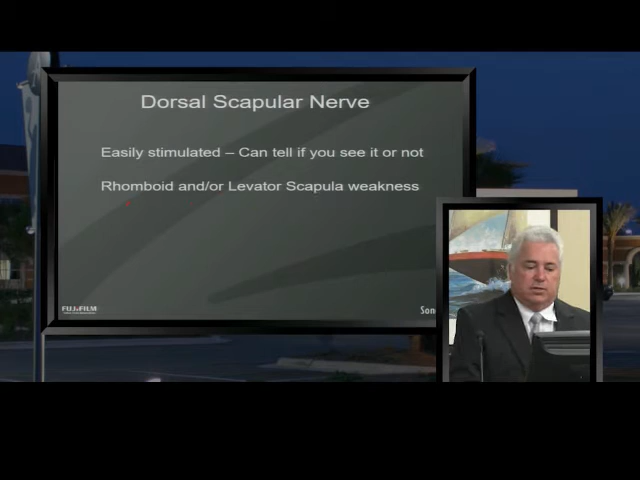 Dorsal Scapular Nerve
Easily stimulated – Can tell if you see it or not
Rhomboid and/or Levator Scapula weakness
FUJIFILM